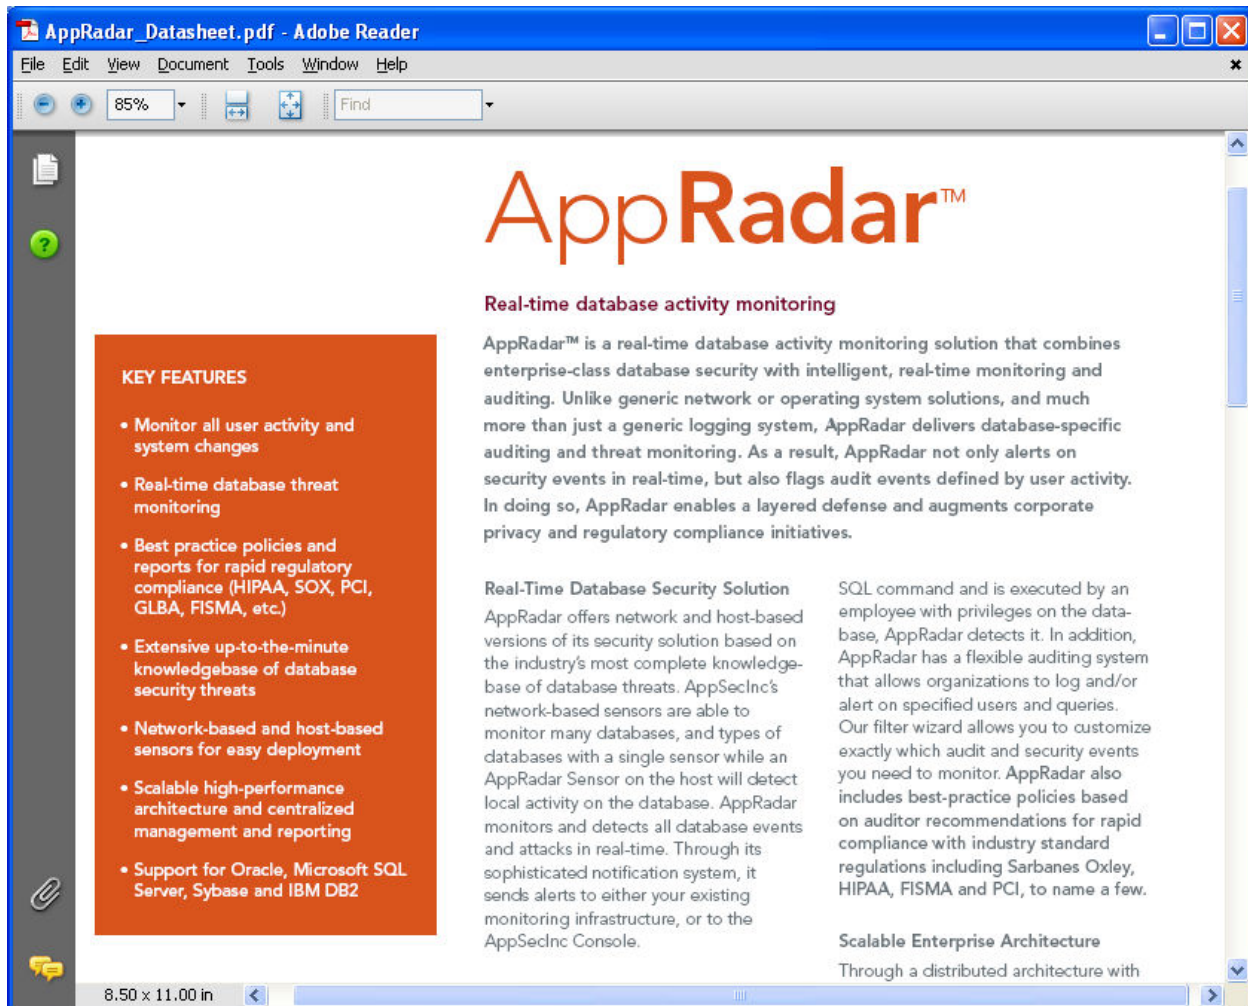 AppRadar_Datasheet.pdf - Adobe Reader
File Edit View Document Tools Window Help
85%
Find
AppRadar™
Real-time database activity monitoring
AppRadar™ is a real-time database activity monitoring solution that combines
enterprise-class database security with intelligent, real-time monitoring and
auditing. Unlike generic network or operating system solutions, and much
more than just a generic logging system, AppRadar delivers database-specific
auditing and threat monitoring. As a result, AppRadar not only alerts on
security events in real-time, but also flags audit events defined by user activity.
In doing so, AppRadar enables a layered defense and augments corporate
privacy and regulatory compliance initiatives.
KEY FEATURES
• Monitor all user activity and
system changes
• Real-time database threat
monitoring
• Best practice policies and
reports for rapid regulatory
compliance (HIPAA, SOX, PCI,
GLBA, FISMA, etc.)
• Extensive up-to-the-minute
knowledgebase of database
security threats
• Network-based and host-based
sensors for easy deployment
• Scalable high-performance
architecture and centralized
management and reporting
• Support for Oracle, Microsoft SQL
Server, Sybase and IBM DB2
Real-Time Database Security Solution
AppRadar offers network and host-based
versions of its security solution based on
the industry's most complete knowledge-
base of database threats. AppSecInc's
network-based sensors are able to
monitor many databases, and types of
databases with a single sensor while an
AppRadar Sensor on the host will detect
local activity on the database. AppRadar
monitors and detects all database events
and attacks in real-time. Through its
sophisticated notification system, it
sends alerts to either your existing
monitoring infrastructure, or to the
AppSecInc Console.
SQL command and is executed by an
employee with privileges on the data-
base, AppRadar detects it. In addition,
AppRadar has a flexible auditing system
that allows organizations to log and/or
alert on specified users and queries.
Our filter wizard allows you to customize
exactly which audit and security events
you need to monitor. AppRadar also
includes best-practice policies based
on auditor recommendations for rapid
compliance with industry standard
regulations including Sarbanes Oxley,
HIPAA, FISMA and PCI, to name a few.
Scalable Enterprise Architecture
Through a distributed architecture with
8.50 x 11.00 in